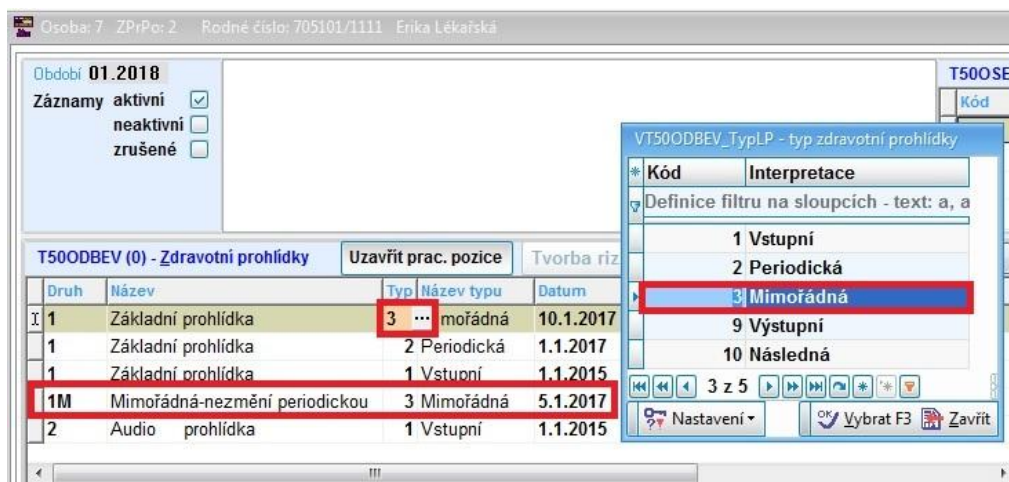 Osoba: 7 ZPrPo: 2 Rodné číslo: 705101/1111 Erika Lékařská
Období 01.2018
Záznamy aktivní
neaktivní
zrušené
T50OSE
Kód
VT50ODBEV_TypLP - typ zdravotní prohlídky
Kód Interpretace
Definice filtru na sloupcích - text: a, a
1 Vstupní
2 Periodická
3 Mimořádná
9 Výstupní
10 Následná
3 z 5
Nastavení
Vybrat F3
Zavřít
T50ODBEV (0) - Zdravotní prohlídky
Uzavřít prac. pozice
Tvorba riz
Druh Název Typ Název typu Datum
1 Základní prohlídka 3 ... mořádná 10.1.2017
1 Základní prohlídka 2 Periodická 1.1.2017
1 Základní prohlídka 1 Vstupní 1.1.2015
1M Mimořádná-nezmění periodickou 3 Mimořádná 5.1.2017
2 Audio prohlídka 1 Vstupní 1.1.2015